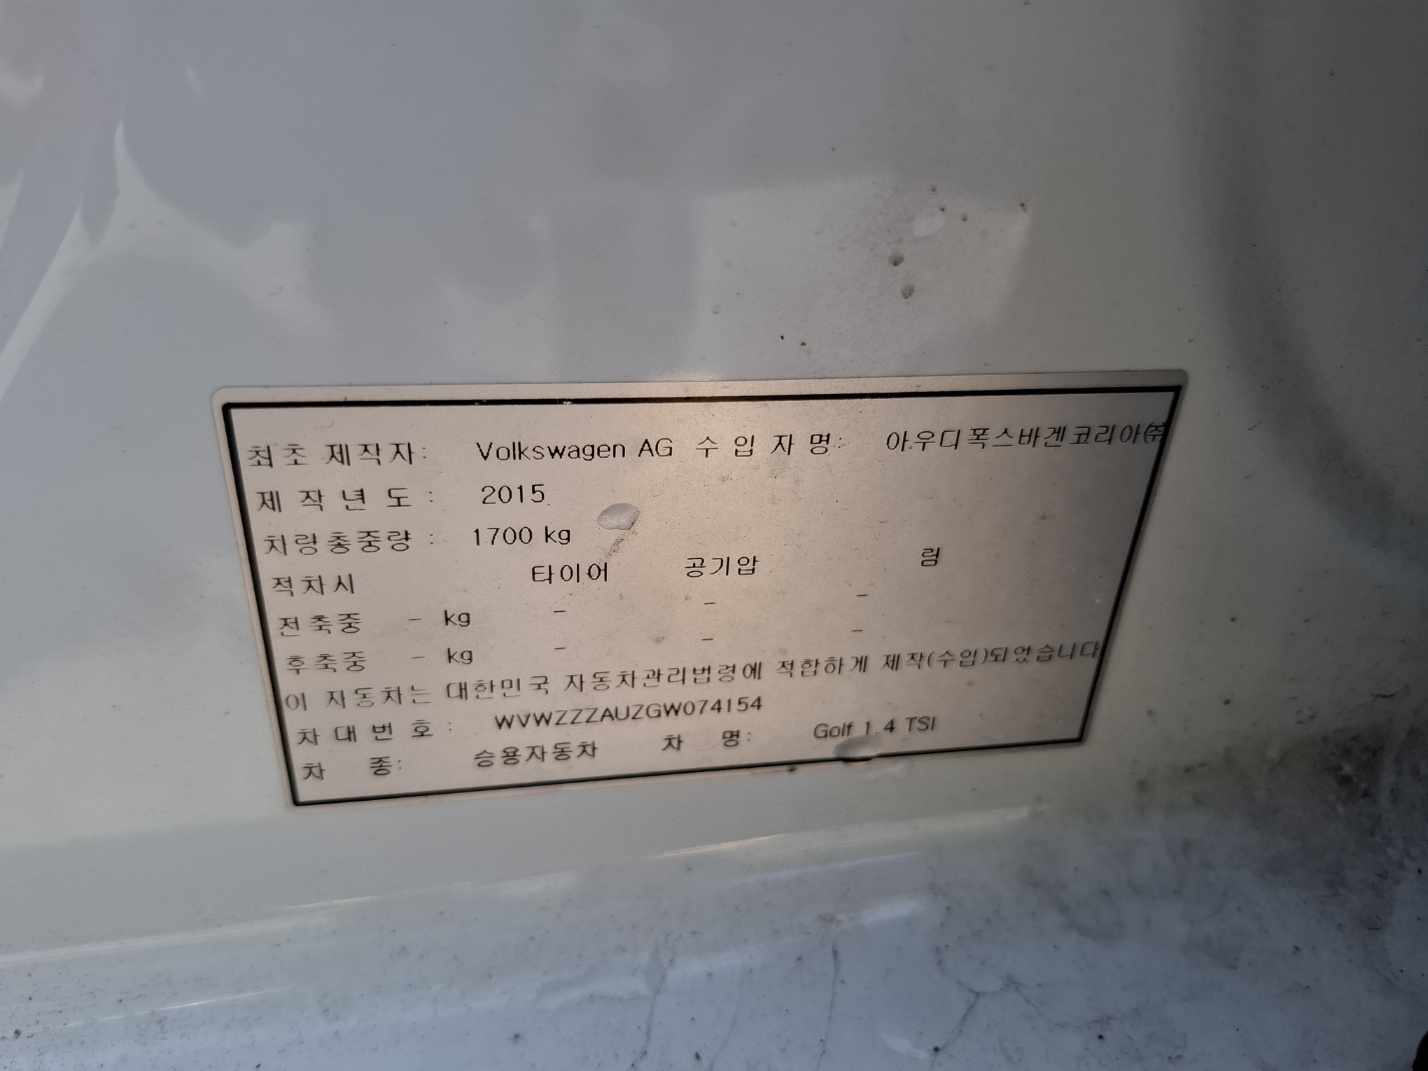 최초 제작자: Volkswagen AG 수 입 자 명: 아우디폭스바겐코리아㈜
제 작 년 도 : 2015
차량총중량 : 1700 kg
적차시 타이어 공기압 림
전축중 - kg - - -
후축중 - kg - - -
이 자동차는 대한민국 자동차관리법령에 적합하게 제작(수입)되었습니다
차 대 번 호 : WVWZZZAUZGW074154
차 종: 승용자동차 차 명: Golf 1.4 TSI